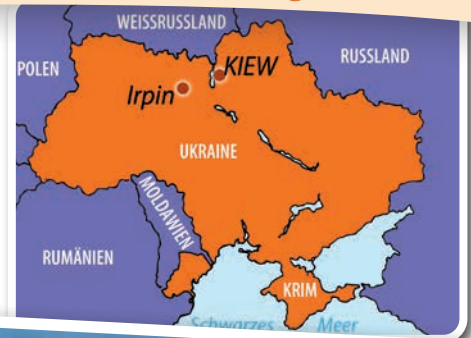 WEISSRUSSLAND
RUSSLAND
POLEN
KIEW
Irpin
UKRAINE
MOLDAWIEN
RUMÄNIEN
KRIM
Schwarzes Meer